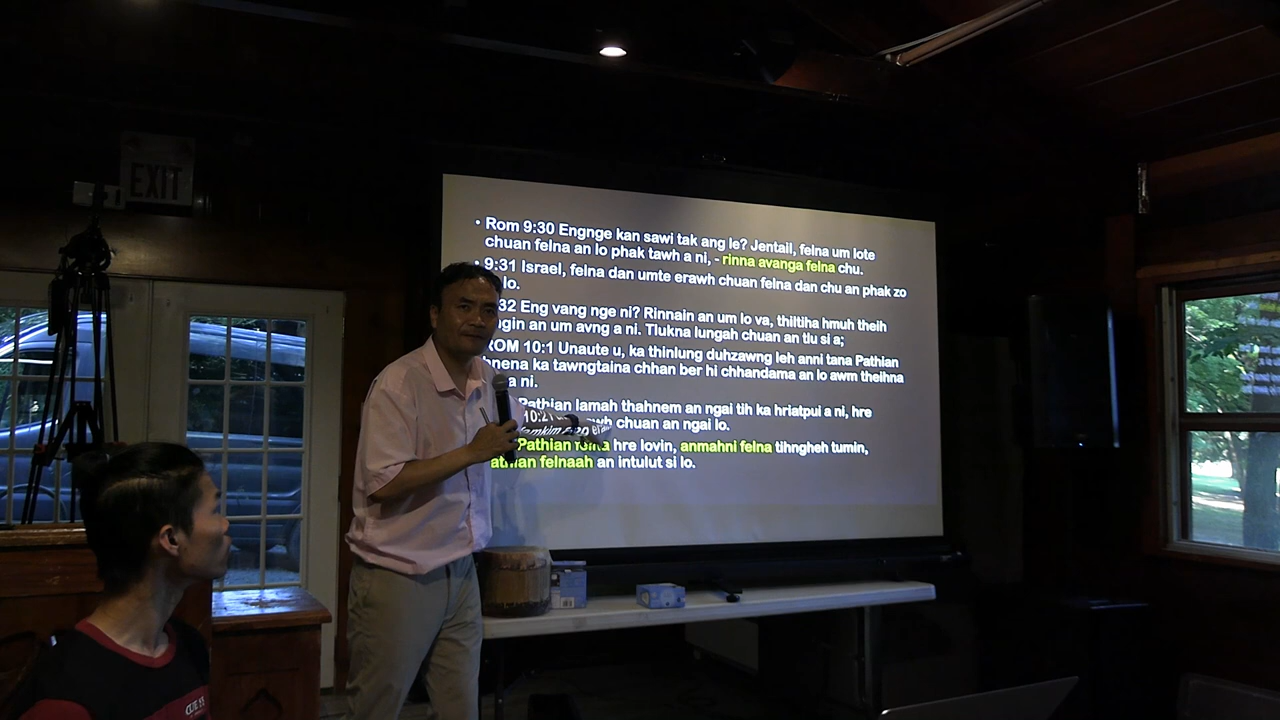 EXIT
• Rom 9:30 Engnge kan sawi tak ang le? Jentail, felna um lote
chuan felna an lo phak tawh a ni, - rinna avanga felna chu.
• 9:31 Israel, felna dan umte erawh chuan felna dan chu an phak zo
lo.
32 Eng vang nge ni? Rinnain an um lo va, thiltiha hmuh theih
angin an um avng a ni. Tlukna lungah chuan an tlu si a;
ROM 10:1 Unaute u, ka thinlung duhzawng leh anni tana Pathian
hnena ka tawngtaina chhan ber hi chhandama an lo awm theihna
a ni.
Pathian lamah thahnem an ngai tih ka hriatpui a ni, hre
chuan an ngai lo.
Pathian felna hre lovin, anmahni felna tihngheh tumin,
Pathian felnaah an intulut si lo.